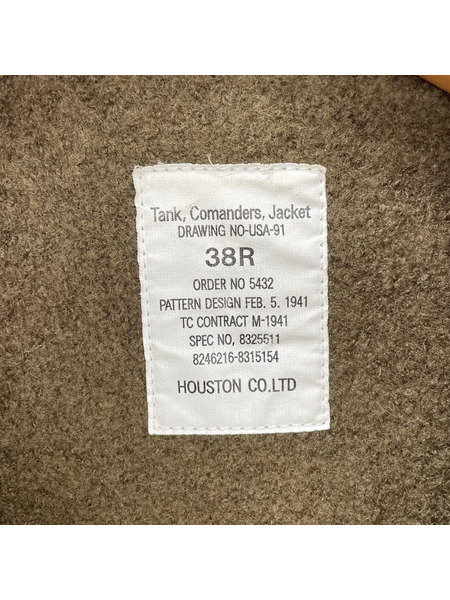 Tank, Comanders, Jacket
DRAWING NO-USA-91
38R
ORDER NO 5432
PATTERN DESIGN FEB. 5. 1941
TC CONTRACT M-1941
SPEC NO, 8325511
8246216-8315154
HOUSTON CO.LTD